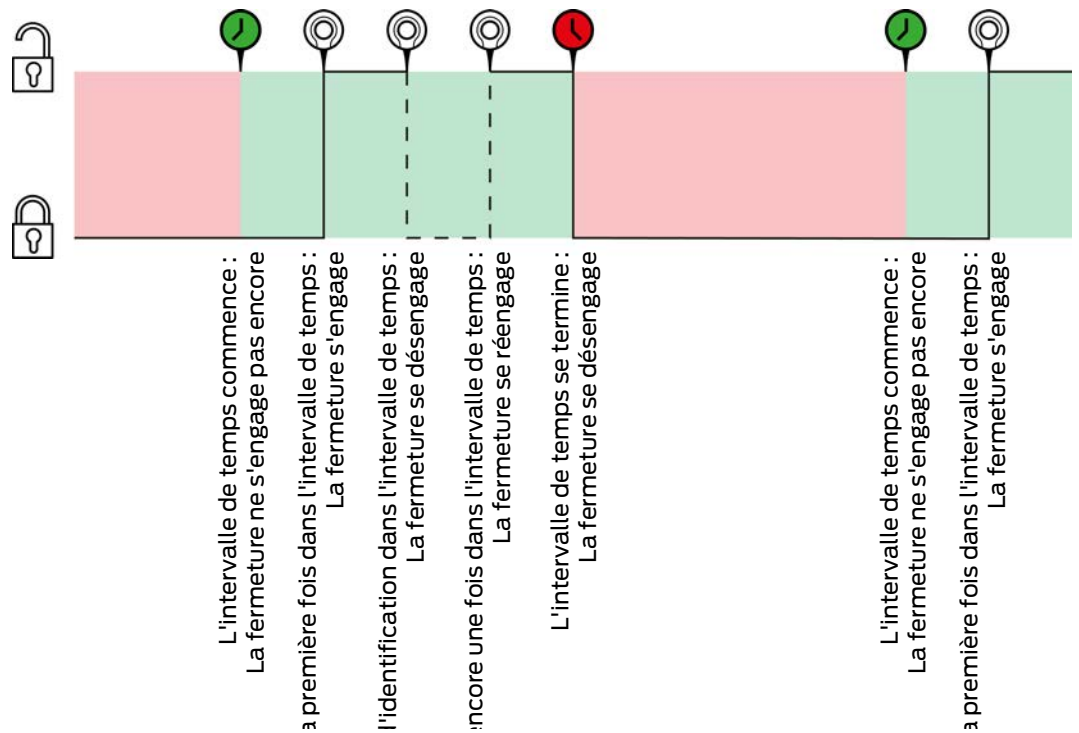 L'intervalle de temps commence :
La fermeture ne s'engage pas encore
première fois dans l'intervalle de temps :
La fermeture s'engage
d'identification dans l'intervalle de temps :
La fermeture se désengage
encore une fois dans l'intervalle de temps :
La fermeture se réengage
L'intervalle de temps se termine :
La fermeture se désengage
L'intervalle de temps commence :
La fermeture ne s'engage pas encore
première fois dans l'intervalle de temps :
La fermeture s'engage